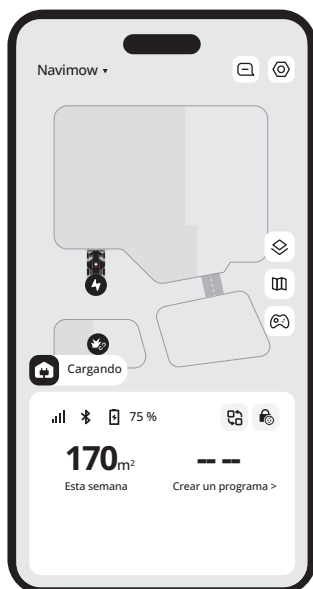 Navimow ▾
Cargando
75 %
170m²
-- --
Esta semana
Crear un programa >